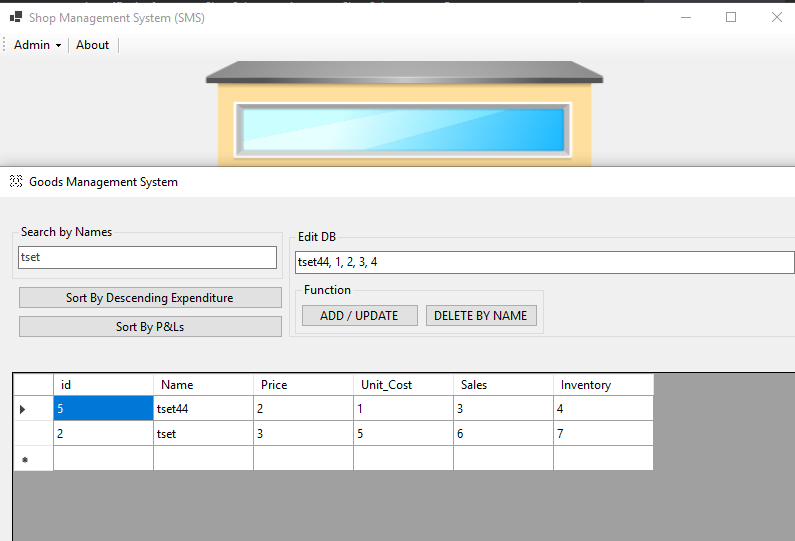 Shop Management System (SMS)
Admin About
Goods Management System
Search by Names
tset
Sort By Descending Expenditure
Sort By P&Ls
Edit DB
tset44, 1, 2, 3, 4
Function
ADD / UPDATE DELETE BY NAME
id Name Price Unit_Cost Sales Inventory
5 tset44 2 1 3 4
2 tset 3 5 6 7